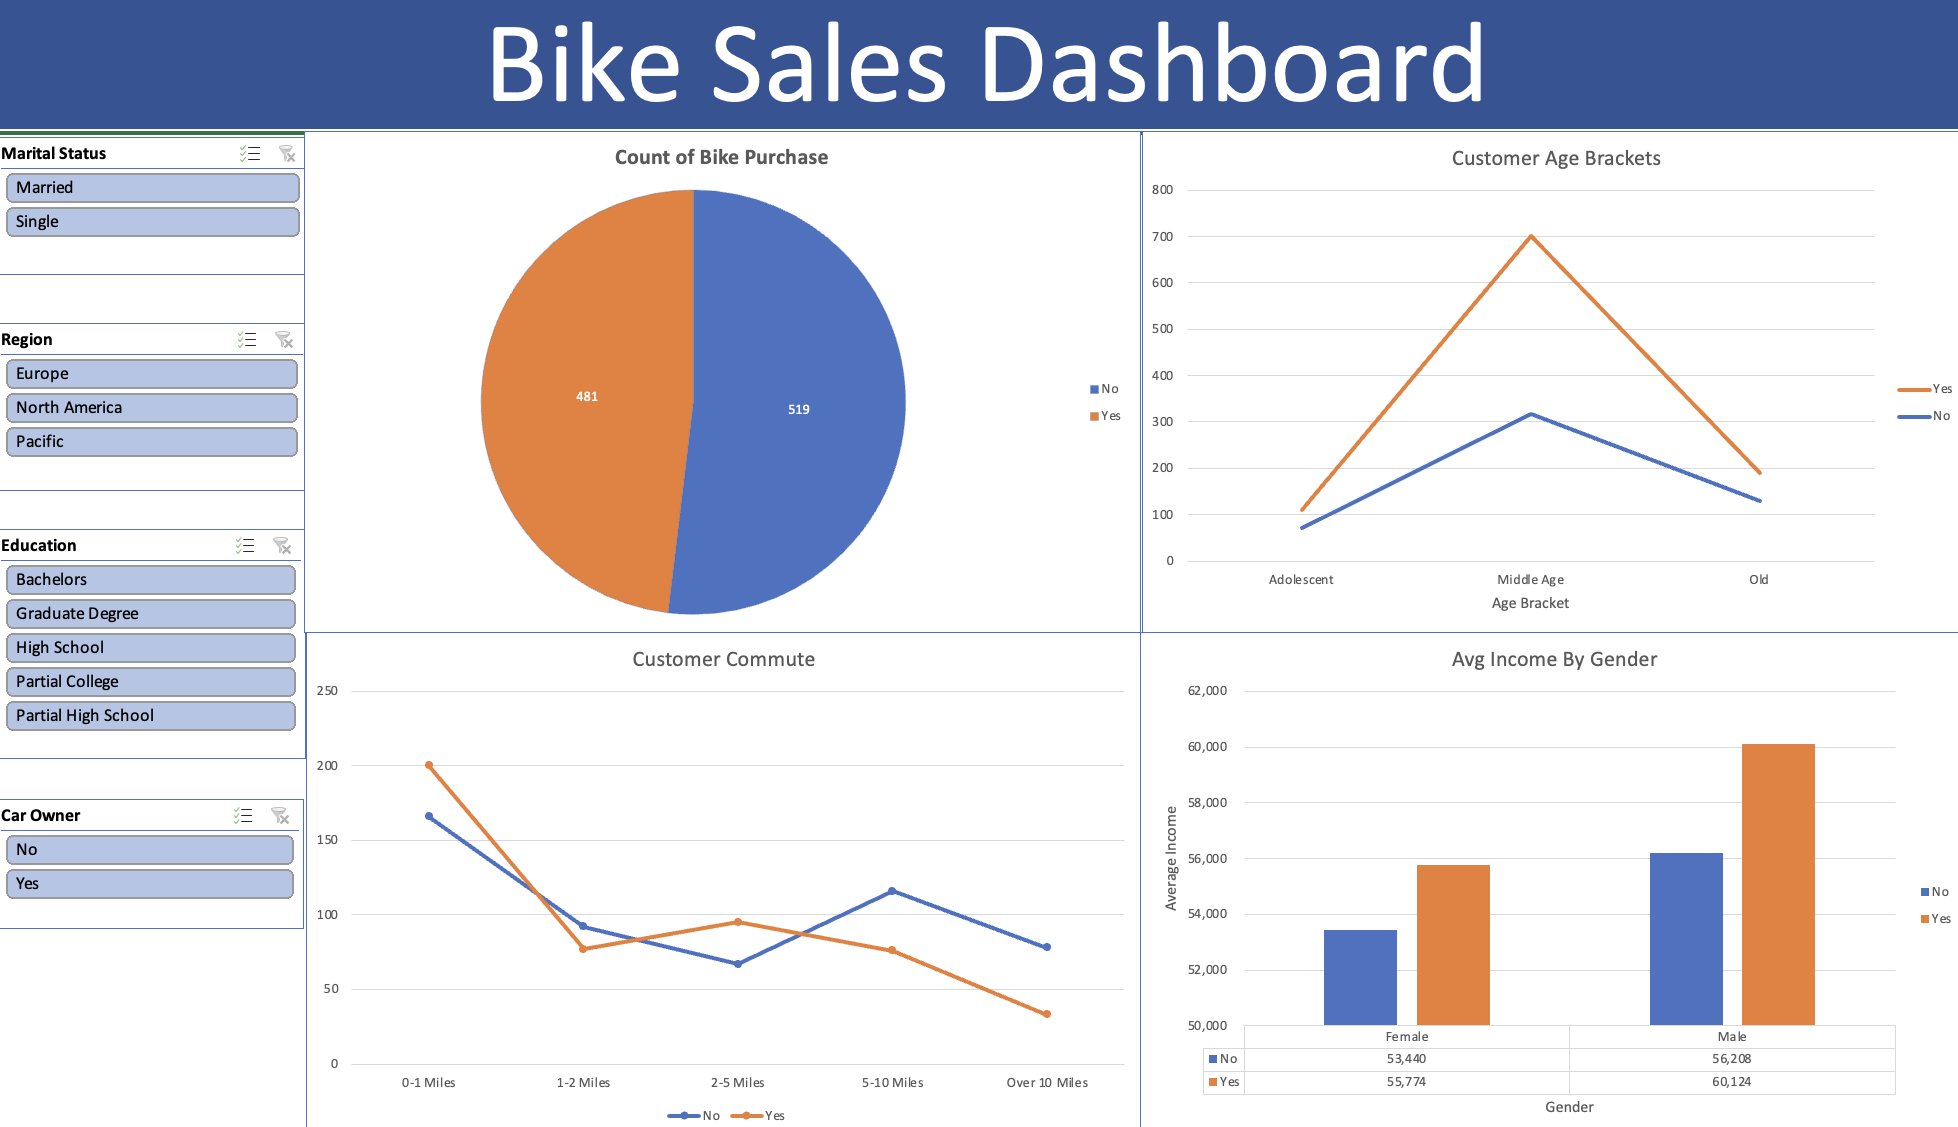 Bike Sales Dashboard
Marital Status
Married
Single
Region
Europe
North America
Pacific
Education
Bachelors
Graduate Degree
High School
Partial College
Partial High School
Car Owner
No
Yes
Count of Bike Purchase
481
519
No
Yes
Customer Age Brackets
800
700
600
500
400
300
200
100
0
Adolescent Middle Age Old
Age Bracket
Yes
No
Customer Commute
250
200
150
100
50
0
0-1 Miles 1-2 Miles 2-5 Miles 5-10 Miles Over 10 Miles
No Yes
Avg Income By Gender
Average Income
62,000
60,000
58,000
56,000
54,000
52,000
50,000
Female Male
No 53,440 56,208
Yes 55,774 60,124
Gender
No
Yes